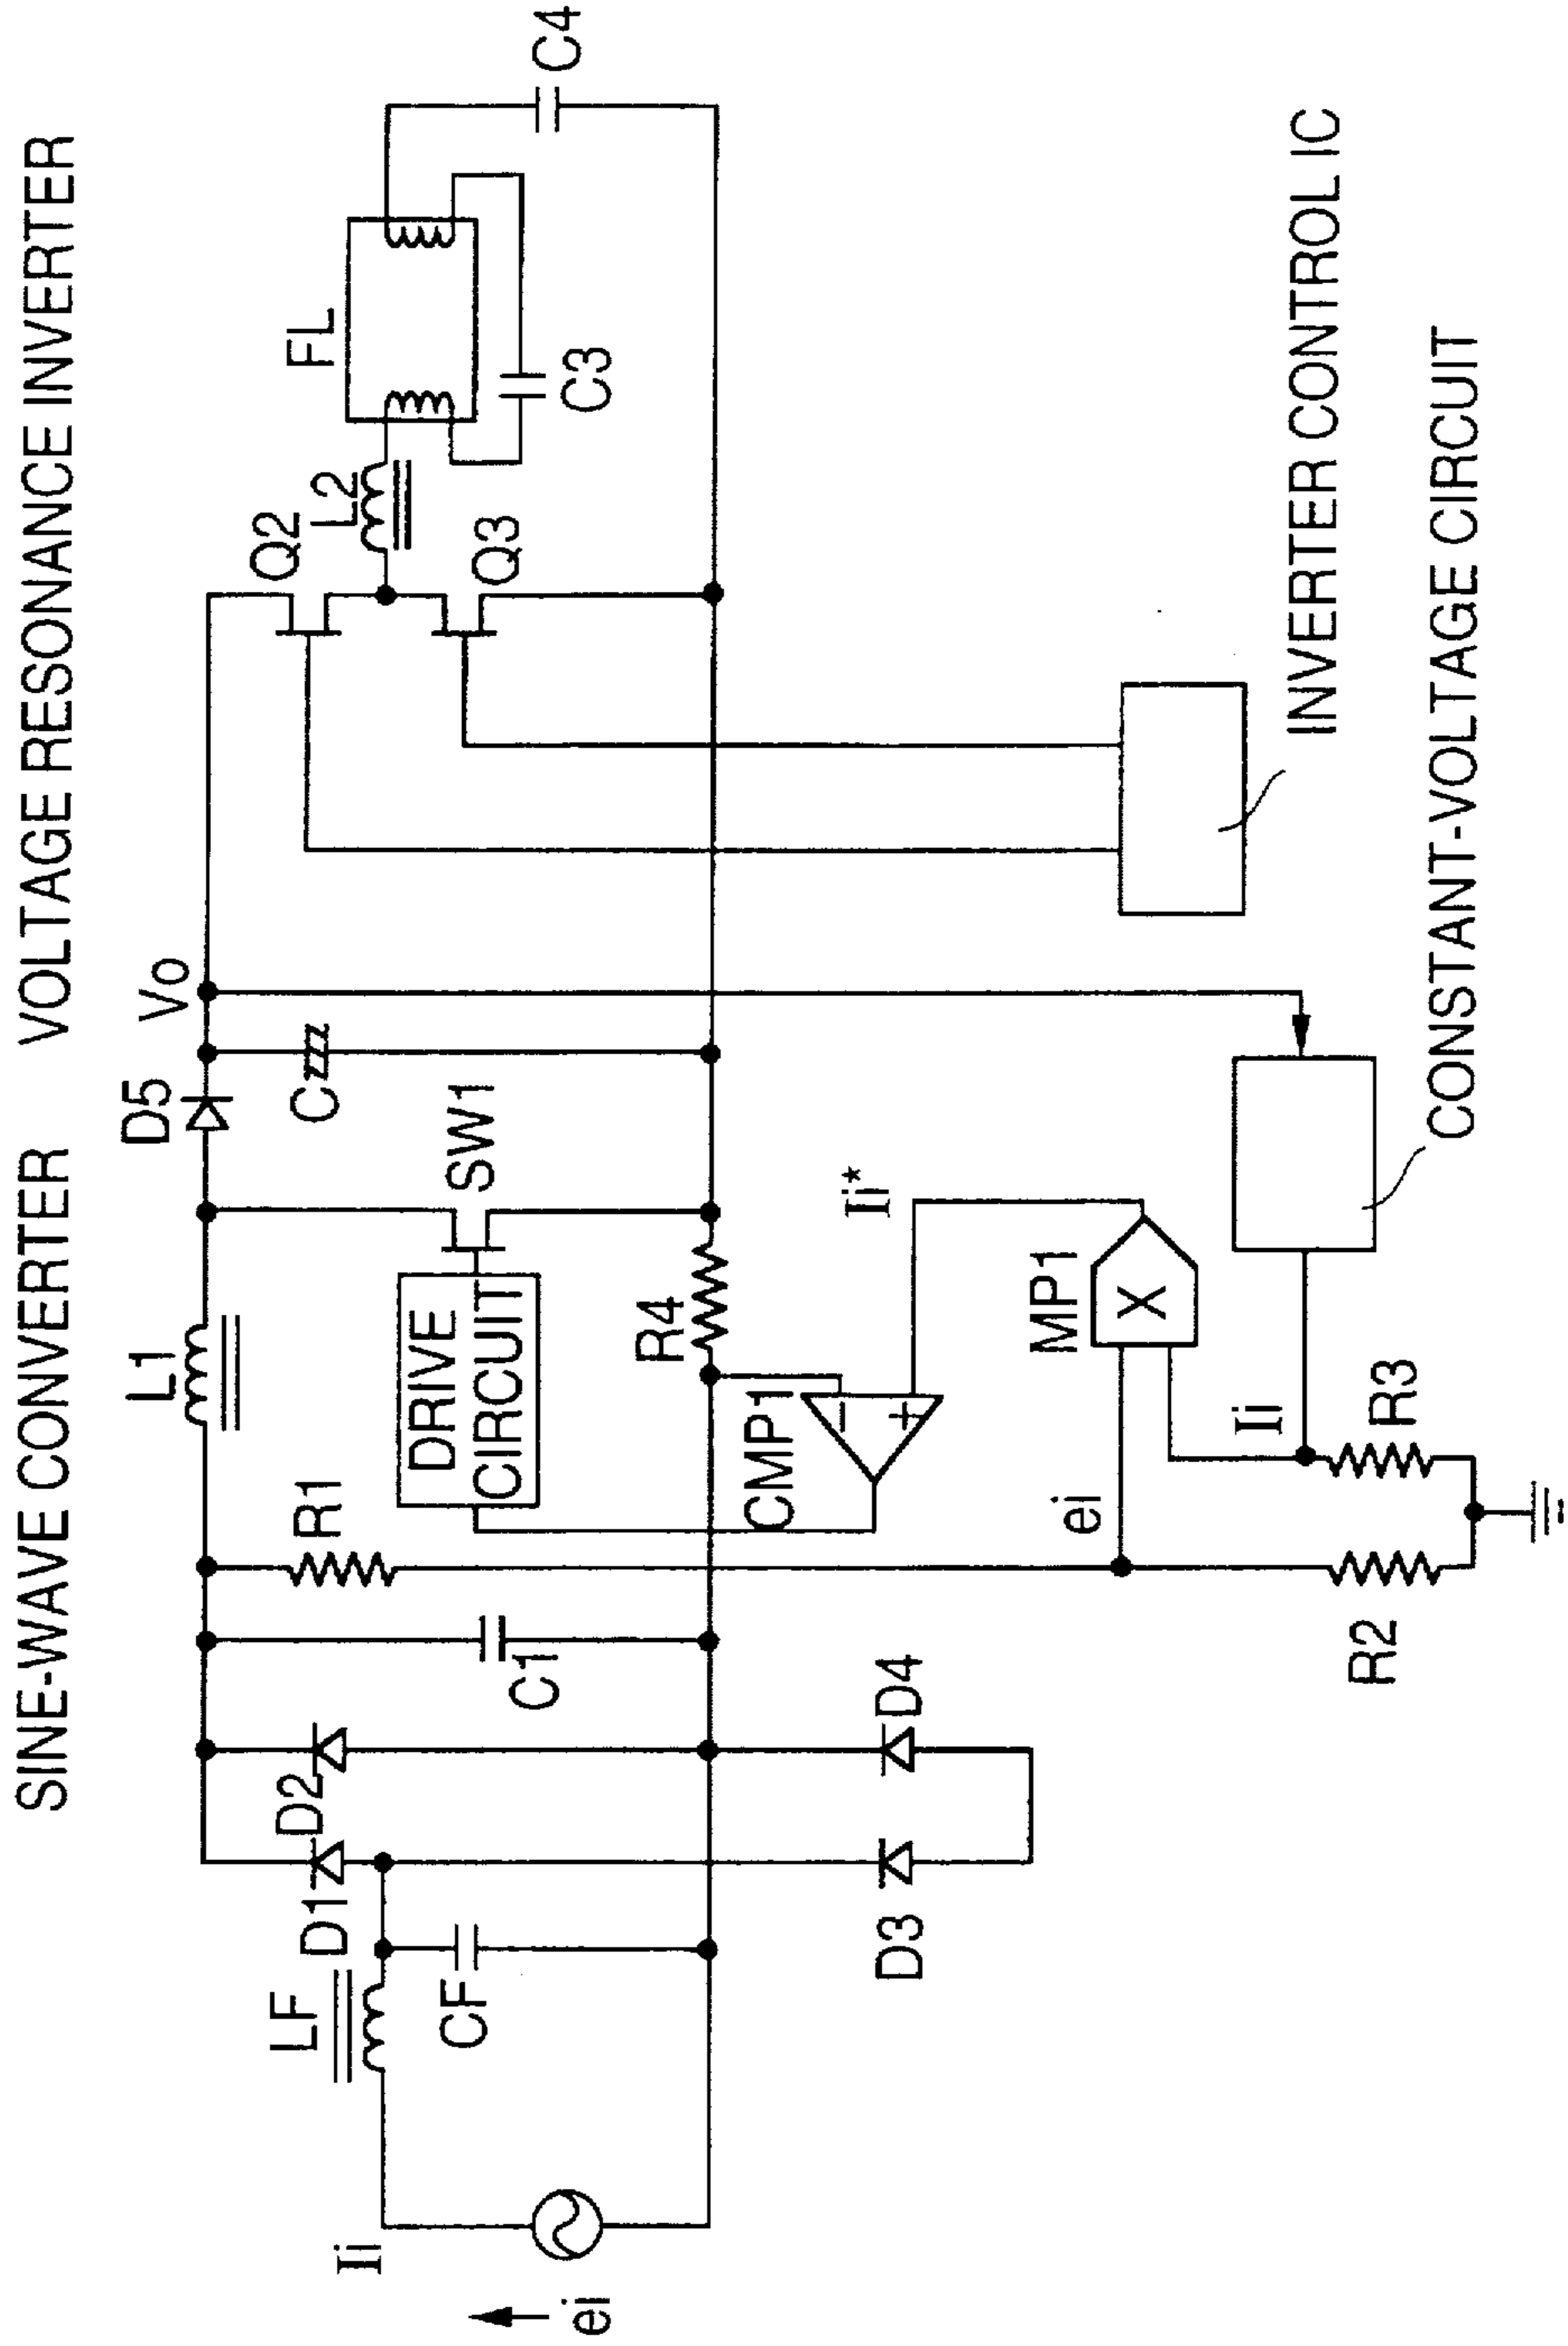 SINE-WAVE CONVERTER
VOLTAGE RESONANCE INVERTER
L1
D5
Vo
Q2
L2
FL
C4
LF
D1
D2
R1
DRIVE
CIRCUIT
SW1
C
Q3
C3
Ii
CF
C1
R4
ei
CMP1
−
+
Ii*
D3
D4
ei
MP1
X
Ii
R2
R3
INVERTER CONTROL IC
CONSTANT-VOLTAGE CIRCUIT